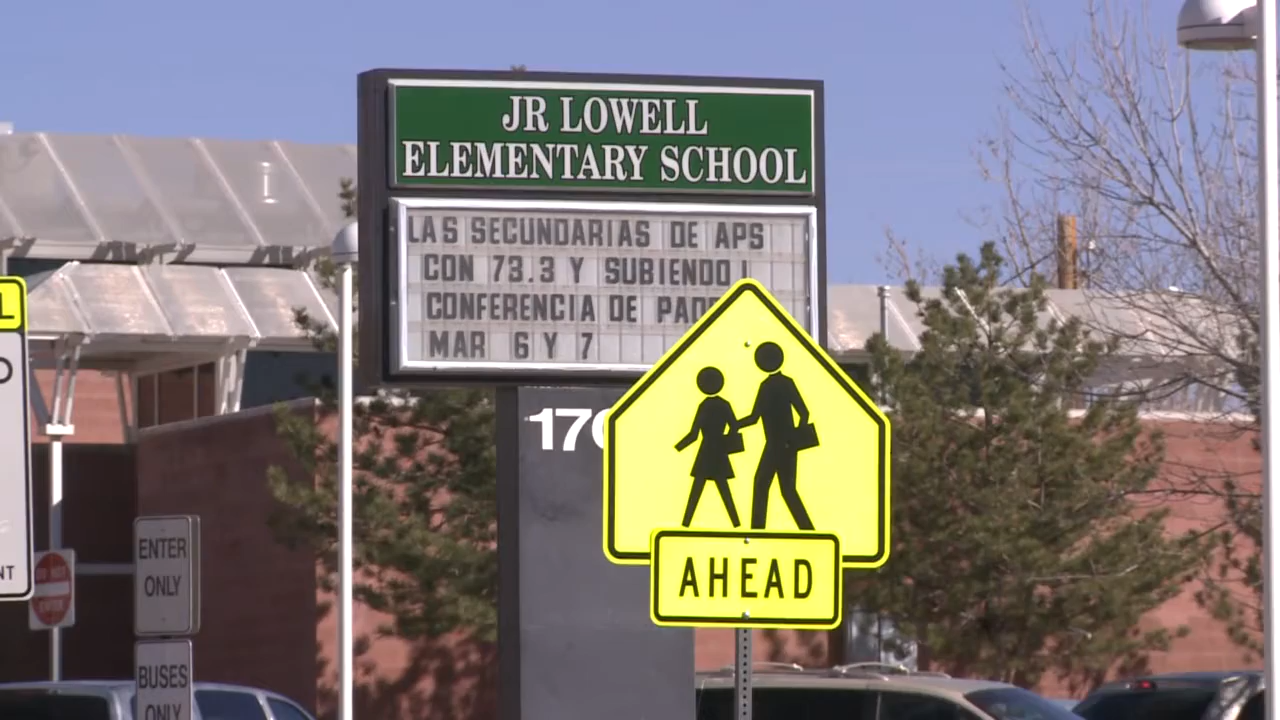 JR LOWELL
ELEMENTARY SCHOOL
LAS SECUNDARIAS DE APS
CON 73.3 Y SUBIENDO!
CONFERENCIA DE
MAR 6 Y 7
AHEAD
ENTER
ONLY
BUSES
ONLY